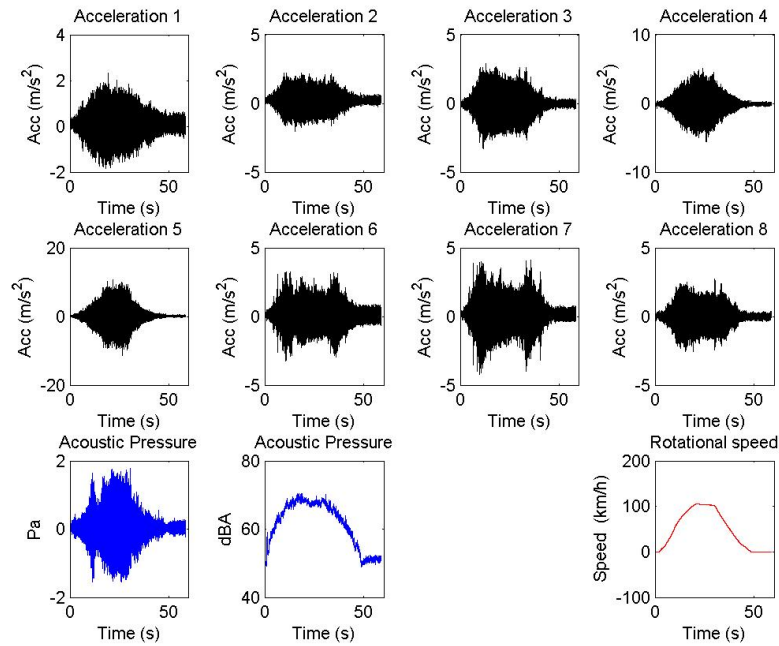 Acceleration 1
Acceleration 2
Acceleration 3
Acceleration 4
4
2
0
-2
Acc (m/s²)
0
50
Time (s)
5
0
-5
Acc (m/s²)
0
50
Time (s)
5
0
-5
Acc (m/s²)
0
50
Time (s)
10
0
-10
Acc (m/s²)
0
50
Time (s)
Acceleration 5
Acceleration 6
Acceleration 7
Acceleration 8
20
0
-20
Acc (m/s²)
0
50
Time (s)
5
0
-5
Acc (m/s²)
0
50
Time (s)
5
0
-5
Acc (m/s²)
0
50
Time (s)
5
0
-5
Acc (m/s²)
0
50
Time (s)
Acoustic Pressure
Acoustic Pressure
Rotational speed
2
0
-2
Pa
0
50
Time (s)
80
60
40
dBA
0
50
Time (s)
200
100
0
-100
Speed (km/h)
0
50
Time (s)